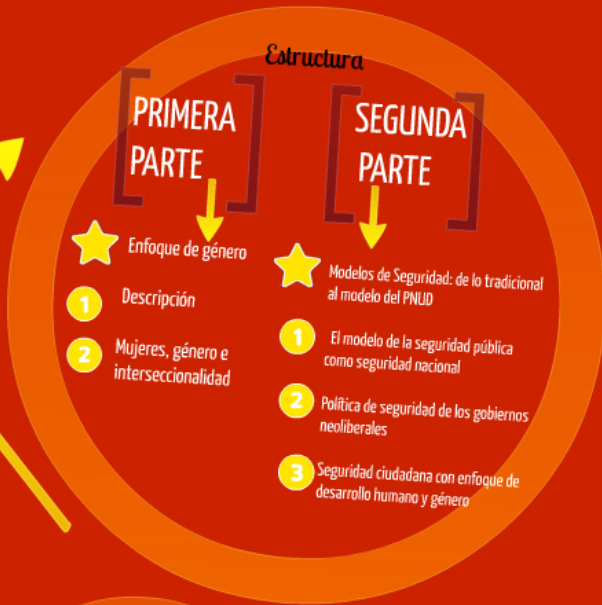 Estructura
PRIMERA
PARTE
Enfoque de género
1 Descripción
2 Mujeres, género e
interseccionalidad
SEGUNDA
PARTE
Modelos de Seguridad: de lo tradicional
al modelo del PNUD
1 El modelo de la seguridad pública
como seguridad nacional
2 Política de seguridad de los gobiernos
neoliberales
3 Seguridad ciudadana con enfoque de
desarrollo humano y género